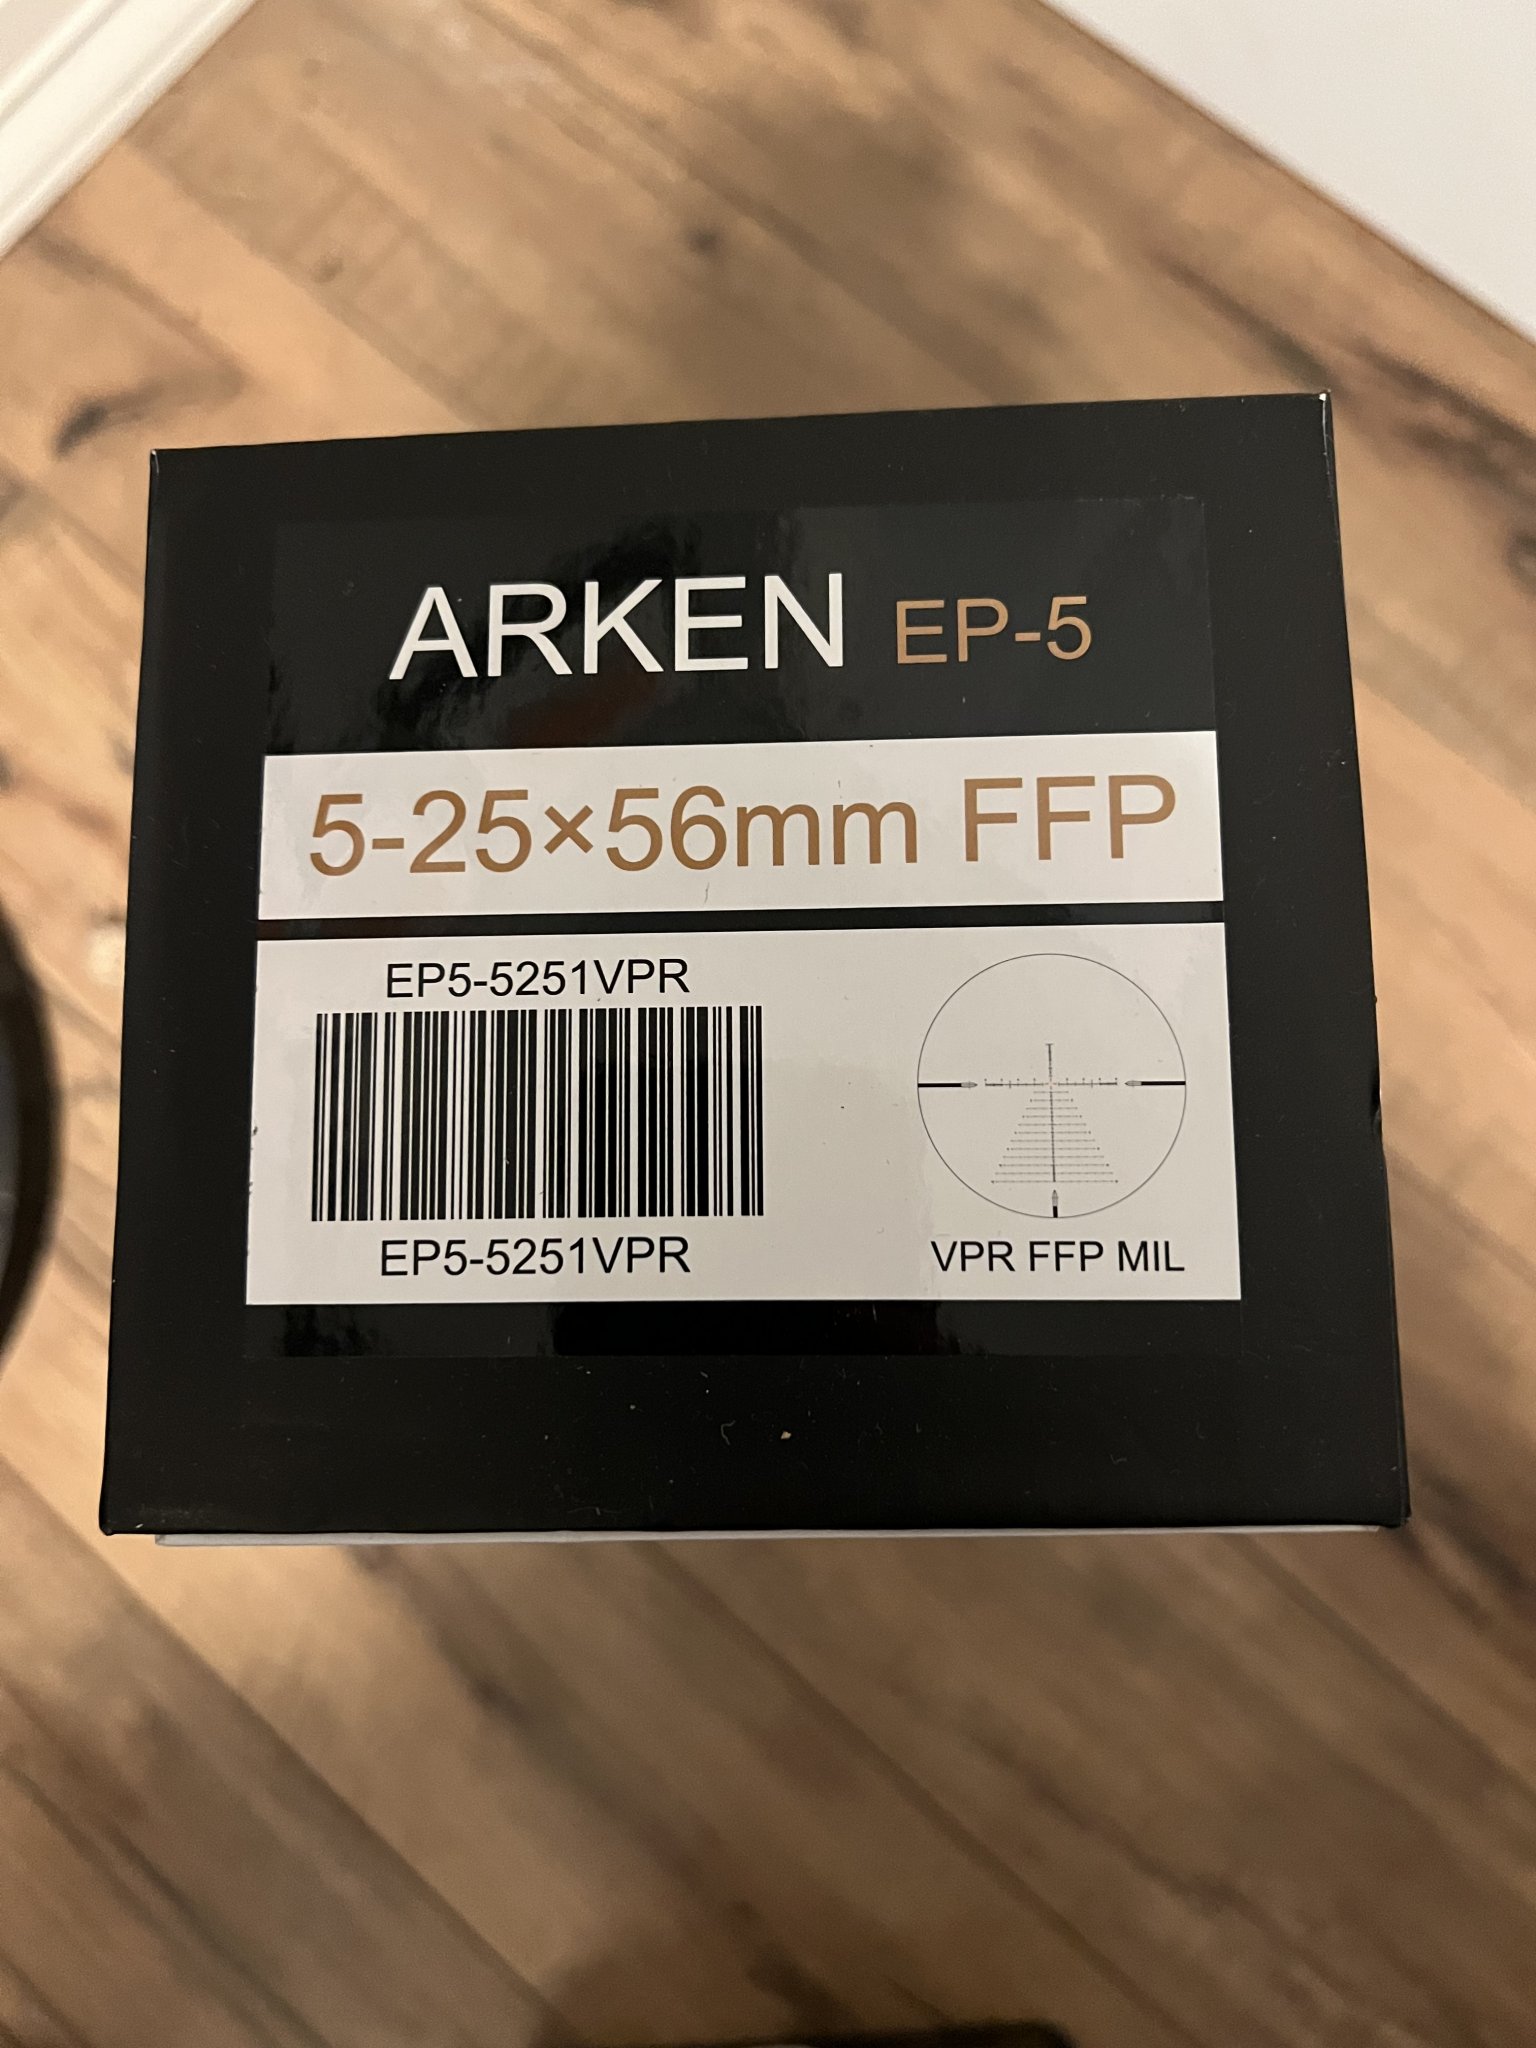 ARKEN EP-5
5-25×56mm FFP
EP5-5251VPR
EP5-5251VPR
VPR FFP MIL